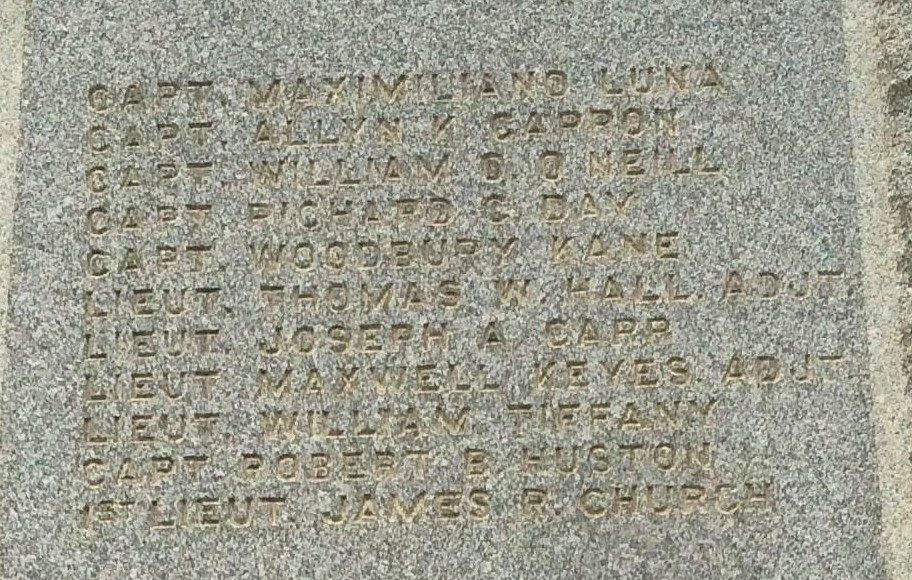 CAPT. MAXIMILIANO LUNA
CAPT. ALLYN K. CAPRON
CAPT. WILLIAM O. O'NEILL
CAPT. RICHARD C. DAY
CAPT. WOODBURY KANE
LIEUT. THOMAS W. HALL. ADJT.
LIEUT. JOSEPH A. CARR
LIEUT. MAXWELL KEYES. ADJT.
LIEUT. WILLIAM. TIFFANY
CAPT. ROBERT B. HUSTON
1ST LIEUT. JAMES R. CHURCH